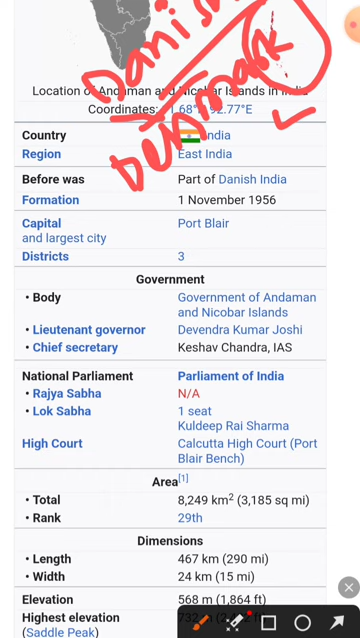 Danish
Denmark
Location of Andaman and Nicobar Islands in India
Coordinates: 11.68°N 92.77°E
Country India
Region East India
Before was Part of Danish India
Formation 1 November 1956
Capital Port Blair
and largest city
Districts 3
Government
• Body Government of Andaman
and Nicobar Islands
• Lieutenant governor Devendra Kumar Joshi
• Chief secretary Keshav Chandra, IAS
National Parliament Parliament of India
• Rajya Sabha N/A
• Lok Sabha 1 seat
Kuldeep Rai Sharma
High Court Calcutta High Court (Port
Blair Bench)
Area[1]
• Total 8,249 km2 (3,185 sq mi)
• Rank 29th
Dimensions
• Length 467 km (290 mi)
• Width 24 km (15 mi)
Elevation 568 m (1,864 ft)
Highest elevation 732 m
(Saddle Peak)